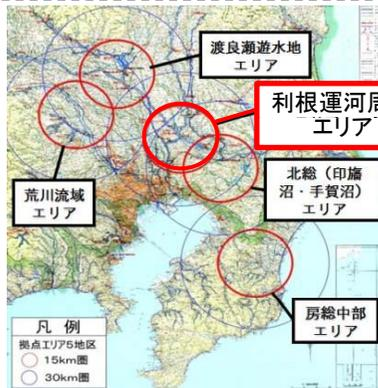 渡良瀬遊水地
エリア
利根運河周
エリア
北総（印旛
沼・手賀沼）
エリア
荒川流域
エリア
房総中部
エリア
凡 例
拠点エリア5地区
15km圏
30km圏